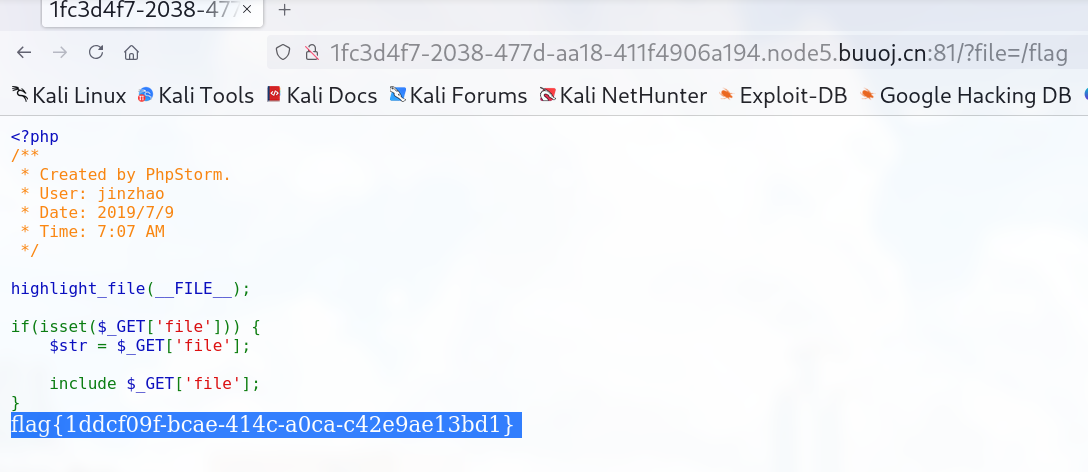 1fc3d4f7-2038-477
1fc3d4f7-2038-477d-aa18-411f4906a194.node5.buuoj.cn:81/?file=/flag
Kali Linux Kali Tools Kali Docs Kali Forums Kali NetHunter Exploit-DB Google Hacking DB
<?php
/**
 * Created by PhpStorm.
 * User: jinzhao
 * Date: 2019/7/9
 * Time: 7:07 AM
 */
highlight_file(__FILE__);
if(isset($_GET['file'])) {
    $str = $_GET['file'];
    include $_GET['file'];
}
flag{1ddcf09f-bcae-414c-a0ca-c42e9ae13bd1}